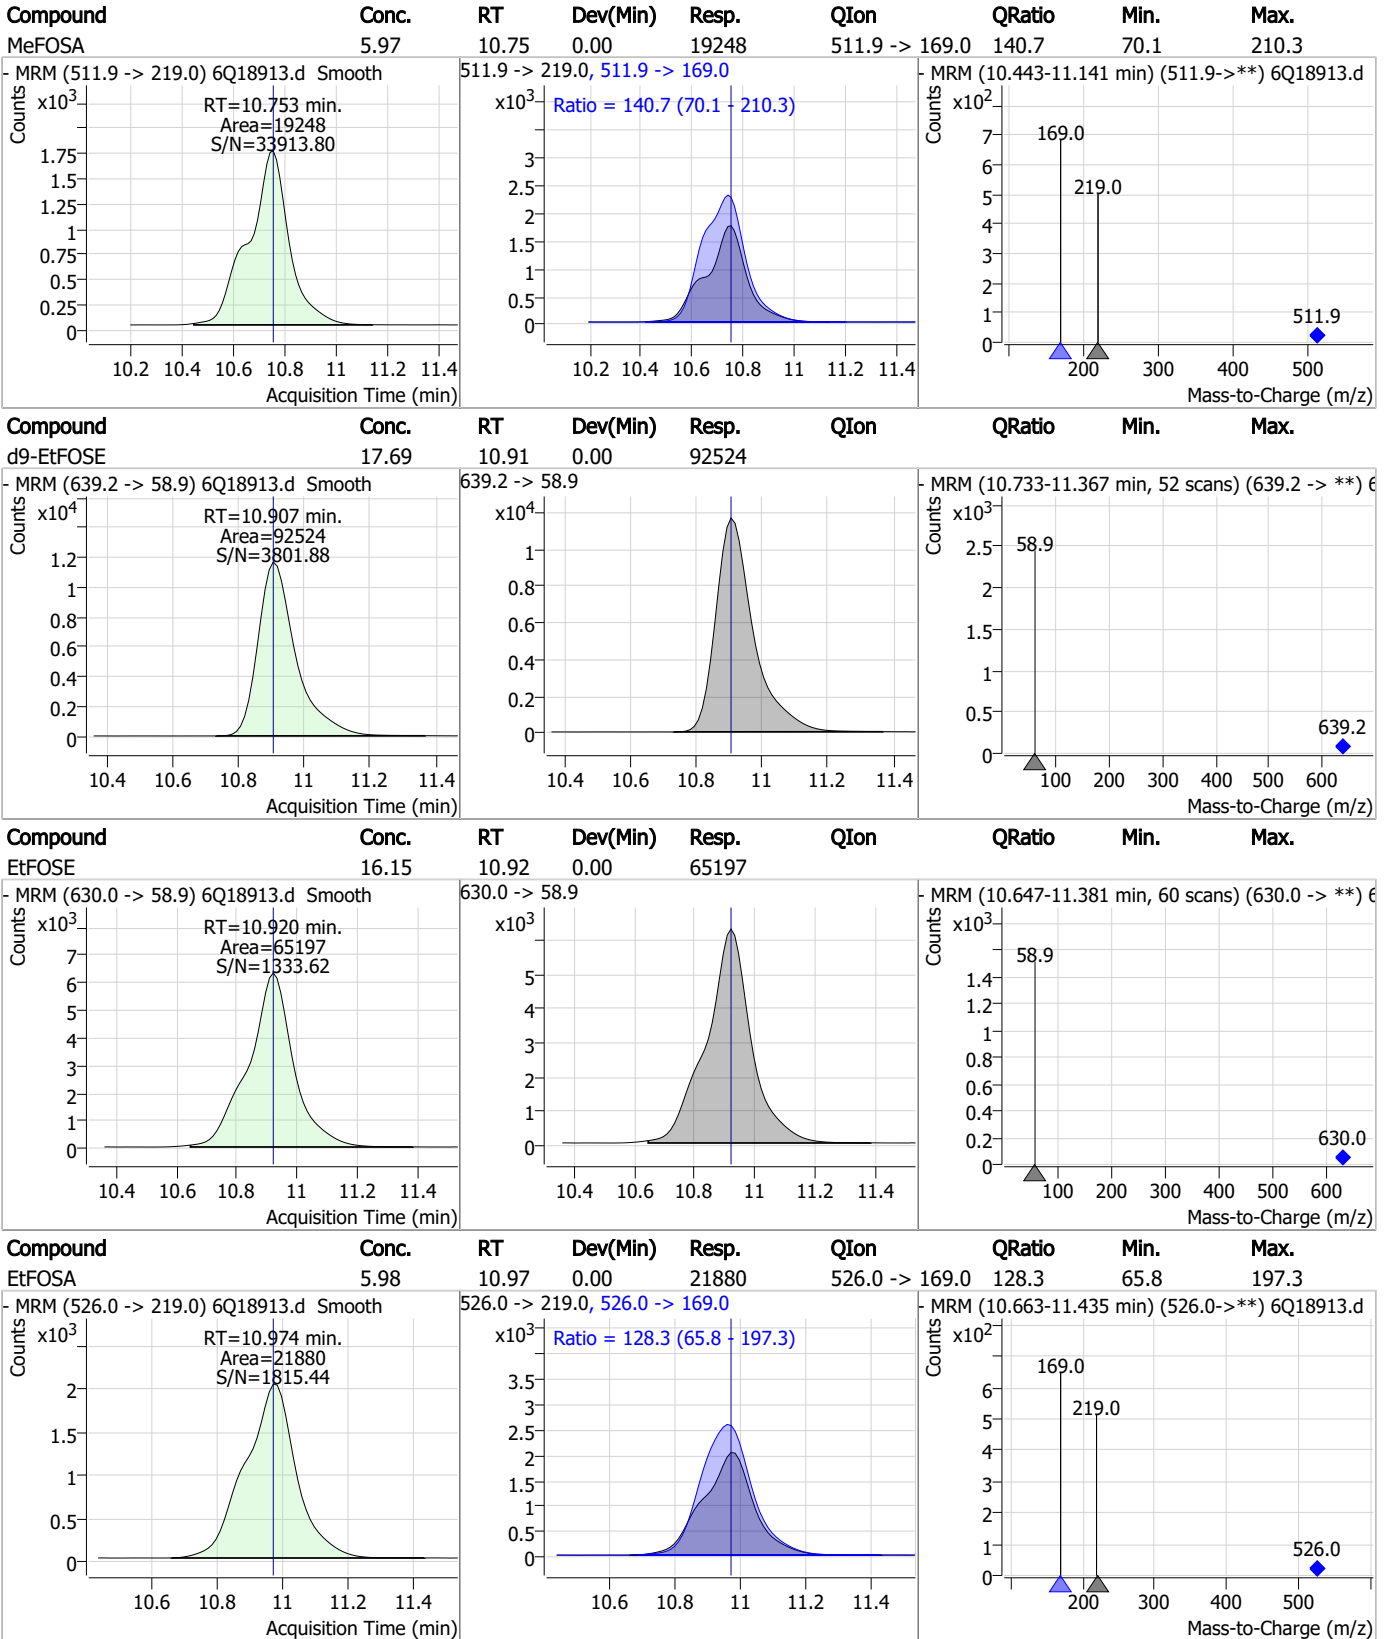 Compound Conc. RT Dev(Min) Resp. QIon QRatio Min. Max.
MeFOSA 5.97 10.75 0.00 19248 511.9 -> 169.0 140.7 70.1 210.3
- MRM (511.9 -> 219.0) 6Q18913.d Smooth
Counts
x10³
RT=10.753 min.
Area=19248
S/N=33913.80
1.75
1.5
1.25
1
0.75
0.5
0.25
0
10.2 10.4 10.6 10.8 11 11.2 11.4
Acquisition Time (min)
511.9 -> 219.0, 511.9 -> 169.0
x10³
Ratio = 140.7 (70.1 - 210.3)
3
2.5
2
1.5
1
0.5
0
10.2 10.4 10.6 10.8 11 11.2 11.4
- MRM (10.443-11.141 min) (511.9->**) 6Q18913.d
Counts
x10²
7
6
5
4
3
2
1
0
169.0
219.0
511.9
200 300 400 500
Mass-to-Charge (m/z)
Compound Conc. RT Dev(Min) Resp. QIon QRatio Min. Max.
d9-EtFOSE 17.69 10.91 0.00 92524
- MRM (639.2 -> 58.9) 6Q18913.d Smooth
Counts
x10⁴
RT=10.907 min.
Area=92524
S/N=3801.88
1.2
1
0.8
0.6
0.4
0.2
0
10.4 10.6 10.8 11 11.2 11.4
Acquisition Time (min)
639.2 -> 58.9
x10⁴
1
0.8
0.6
0.4
0.2
0
10.4 10.6 10.8 11 11.2 11.4
- MRM (10.733-11.367 min, 52 scans) (639.2 -> **) 6
Counts
x10³
2.5
2
1.5
1
0.5
0
58.9
639.2
100 200 300 400 500 600
Mass-to-Charge (m/z)
Compound Conc. RT Dev(Min) Resp. QIon QRatio Min. Max.
EtFOSE 16.15 10.92 0.00 65197
- MRM (630.0 -> 58.9) 6Q18913.d Smooth
Counts
x10³
RT=10.920 min.
Area=65197
S/N=1333.62
7
6
5
4
3
2
1
0
10.4 10.6 10.8 11 11.2 11.4
Acquisition Time (min)
630.0 -> 58.9
x10³
5
4
3
2
1
0
10.4 10.6 10.8 11 11.2 11.4
- MRM (10.647-11.381 min, 60 scans) (630.0 -> **) 6
Counts
x10³
1.4
1.2
1
0.8
0.6
0.4
0.2
0
58.9
630.0
100 200 300 400 500 600
Mass-to-Charge (m/z)
Compound Conc. RT Dev(Min) Resp. QIon QRatio Min. Max.
EtFOSA 5.98 10.97 0.00 21880 526.0 -> 169.0 128.3 65.8 197.3
- MRM (526.0 -> 219.0) 6Q18913.d Smooth
Counts
x10³
RT=10.974 min.
Area=21880
S/N=1815.44
2
1.5
1
0.5
0
10.6 10.8 11 11.2 11.4
Acquisition Time (min)
526.0 -> 219.0, 526.0 -> 169.0
x10³
Ratio = 128.3 (65.8 - 197.3)
3.5
3
2.5
2
1.5
1
0.5
0
10.6 10.8 11 11.2 11.4
- MRM (10.663-11.435 min) (526.0->**) 6Q18913.d
Counts
x10²
6
5
4
3
2
1
0
169.0
219.0
526.0
200 300 400 500
Mass-to-Charge (m/z)